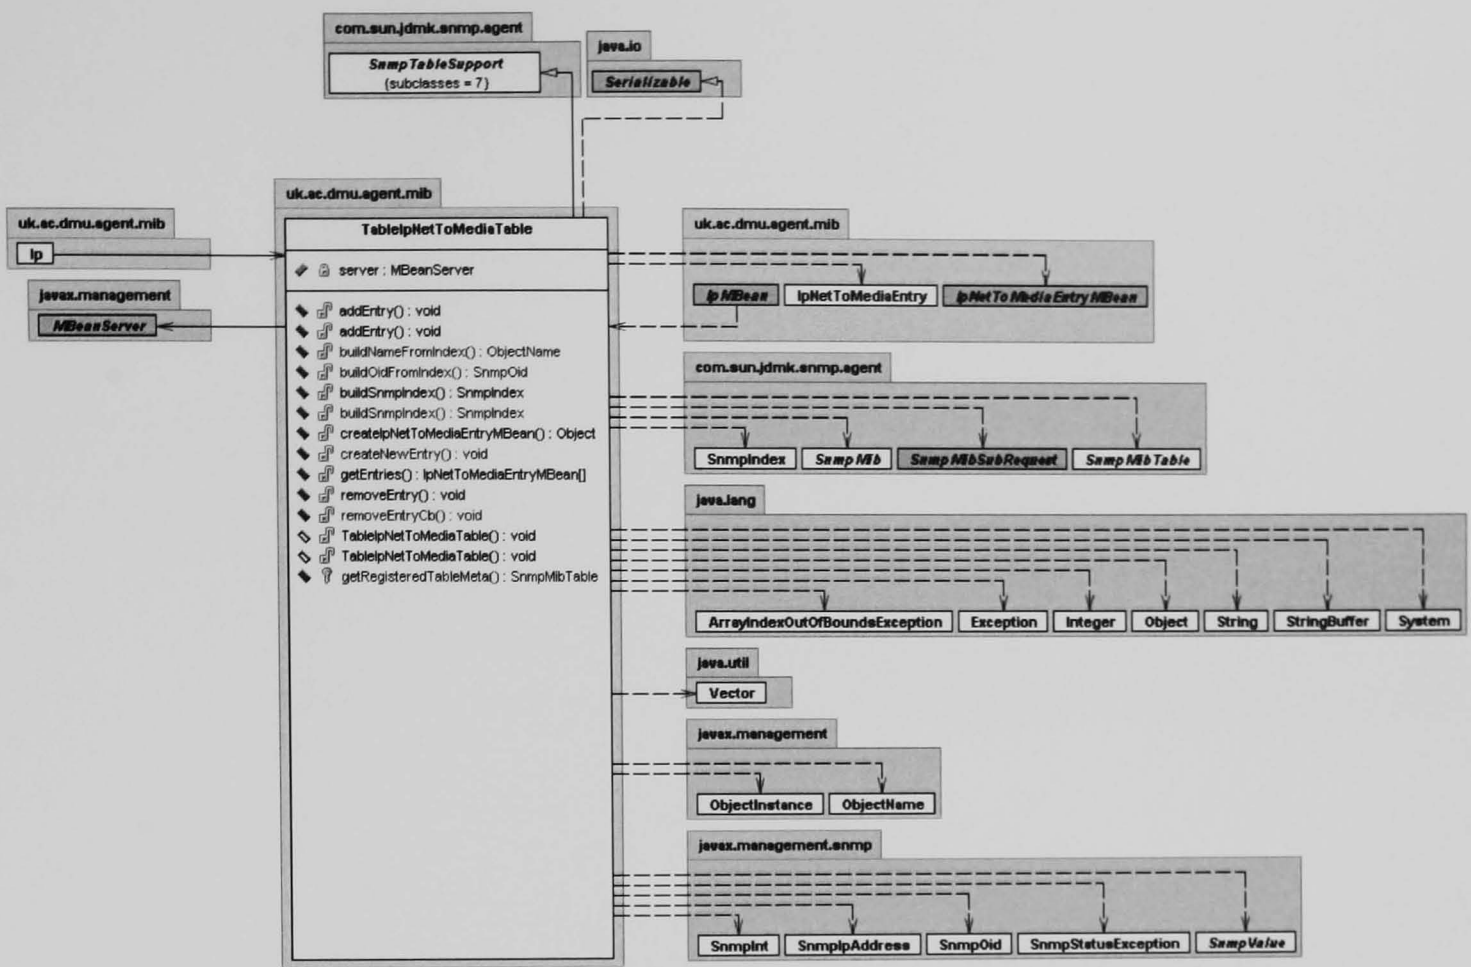 com.sun.jdmk.snmp.agent
SnmpTableSupport
(subclasses = 7)
java.io
Serializable
uk.ac.dmu.agent.mib
Ip
javax.management
MBeanServer
uk.ac.dmu.agent.mib
TableIpNetToMediaTable
server : MBeanServer
addEntry() : void
addEntry() : void
buildNameFromIndex() : ObjectName
buildOidFromIndex() : SnmpOid
buildSnmpIndex() : SnmpIndex
buildSnmpIndex() : SnmpIndex
createIpNetToMediaEntryMBean() : Object
createNewEntry() : void
getEntries() : IpNetToMediaEntryMBean[]
removeEntry() : void
removeEntryCb() : void
TableIpNetToMediaTable() : void
TableIpNetToMediaTable() : void
getRegisteredTableMeta() : SnmpMibTable
uk.ac.dmu.agent.mib
IpMBean IpNetToMediaEntry IpNetToMediaEntryMBean
com.sun.jdmk.snmp.agent
SnmpIndex SnmpMib SnmpMibSubRequest SnmpMibTable
java.lang
ArrayIndexOutOfBoundsException Exception Integer Object String StringBuffer System
java.util
Vector
javax.management
ObjectInstance ObjectName
javax.management.snmp
SnmpInt SnmpIpAddress SnmpOid SnmpStatusException SnmpValue